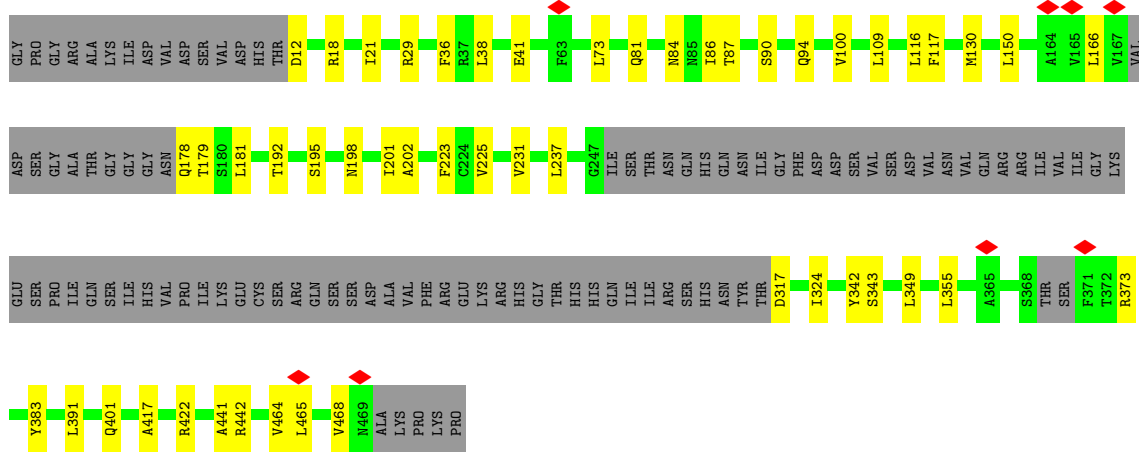 GLY PRO GLY ARG ALA LYS ILE ASP VAL ASP SER VAL ASP HIS THR D12 R18 I21 R29 F36 R37 L38 E41 F63 L73 Q81 N84 N85 I86 T87 S90 Q94 V100 L109 L116 F117 M130 L150 A164 V165 L166 V167 VAL
ASP SER GLY ALA THR GLY GLY GLY ASN Q178 T179 S180 L181 T192 S195 N198 I201 A202 F223 C224 V225 V231 L237 G247 ILE SER THR ASN GLN HIS GLN ASN ILE GLY PHE ASP ASP SER VAL SER ASP VAL ASN VAL GLN ARG ARG ILE VAL ILE GLY LYS
GLU SER PRO ILE GLN SER ILE HIS VAL PRO ILE LYS GLU CYS SER ARG GLN SER SER ASP ALA VAL PHE ARG GLU LYS ARG HIS GLY THR HIS HIS GLN ILE ILE ARG SER HIS ASN TYR THR D317 I324 Y342 S343 L349 L355 A365 S368 THR SER F371 T372 R373
Y383 L391 Q401 A417 R422 A441 R442 V464 L465 V468 N469 ALA LYS PRO LYS PRO